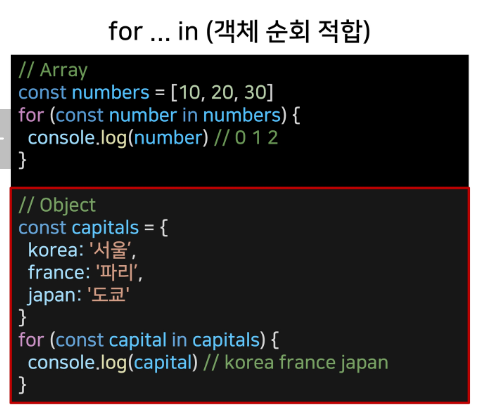 for ... in (객체 순회 적합)
// Array
const numbers = [10, 20, 30]
for (const number in numbers) {
console.log(number) // 0 1 2
}
// Object
const capitals = {
korea: '서울',
france: '파리',
japan: '도쿄'
}
for (const capital in capitals) {
console.log(capital) // korea france japan
}